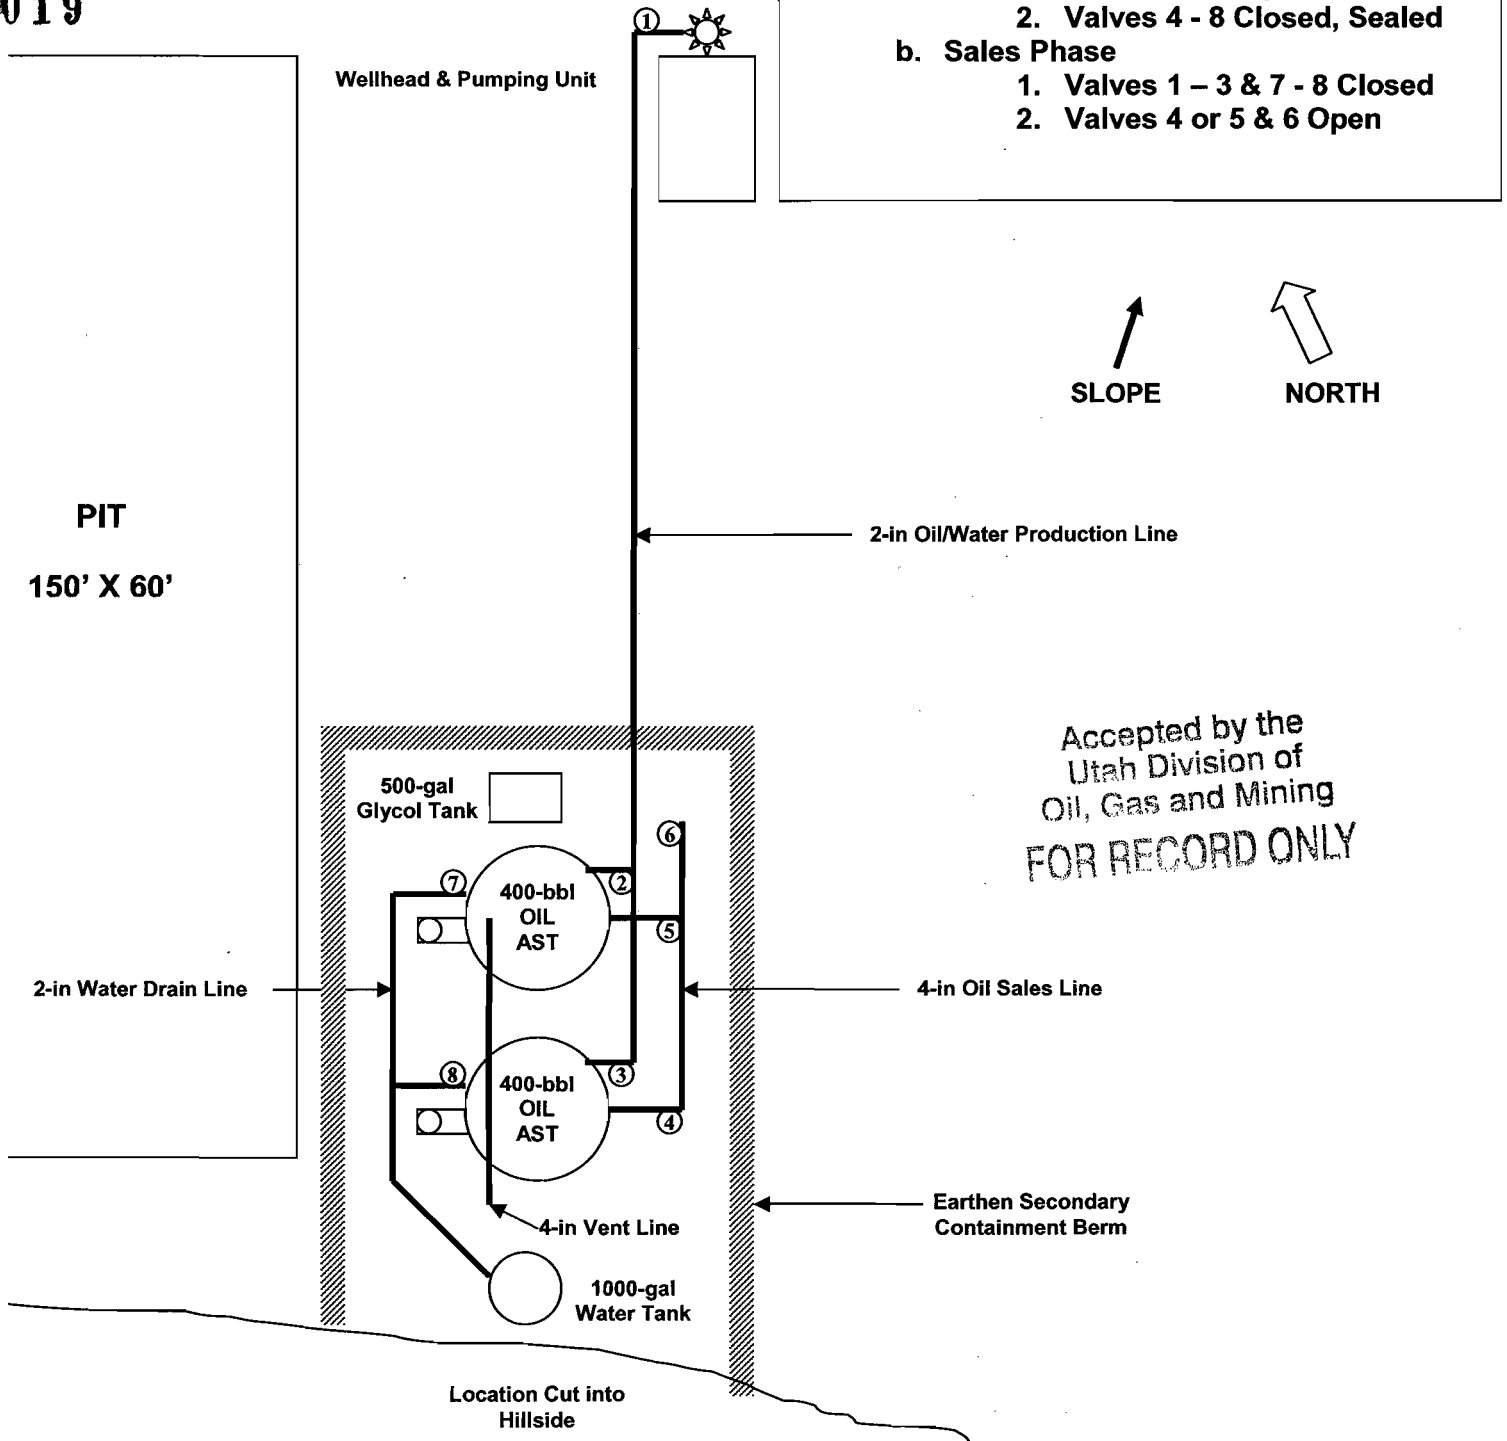 019
①
2. Valves 4 - 8 Closed, Sealed
b. Sales Phase
1. Valves 1 – 3 & 7 - 8 Closed
2. Valves 4 or 5 & 6 Open
Wellhead & Pumping Unit
SLOPE
NORTH
PIT
150’ X 60’
2-in Oil/Water Production Line
Accepted by the
Utah Division of
Oil, Gas and Mining
FOR RECORD ONLY
500-gal
Glycol Tank
⑥
⑦
②
400-bbl
OIL
AST
⑤
2-in Water Drain Line
4-in Oil Sales Line
⑧
③
400-bbl
OIL
AST
④
Earthen Secondary
Containment Berm
4-in Vent Line
1000-gal
Water Tank
Location Cut into
Hillside